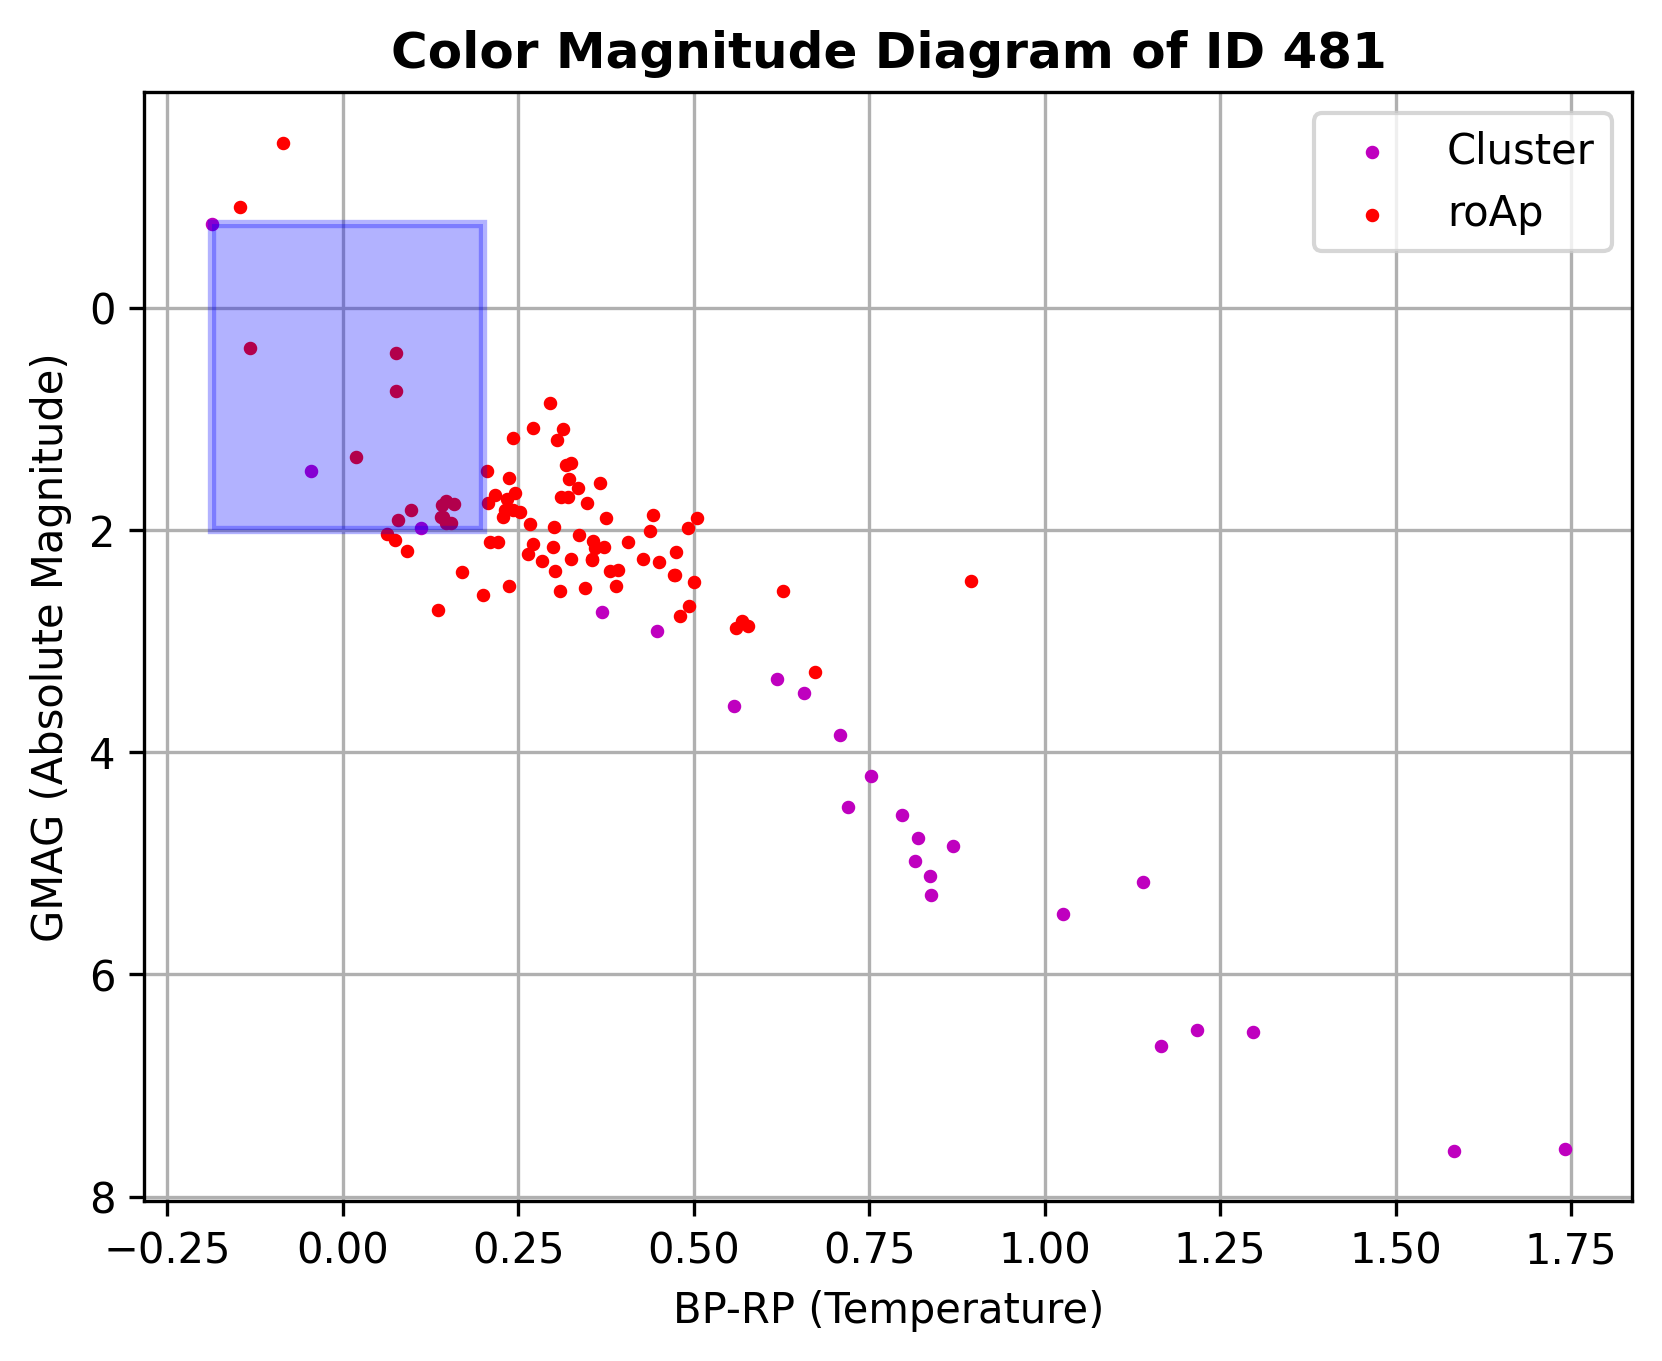 Color Magnitude Diagram of ID 481
Cluster
roAp
GMAG (Absolute Magnitude)
0
2
4
6
8
−0.25 0.00 0.25 0.50 0.75 1.00 1.25 1.50 1.75
BP-RP (Temperature)